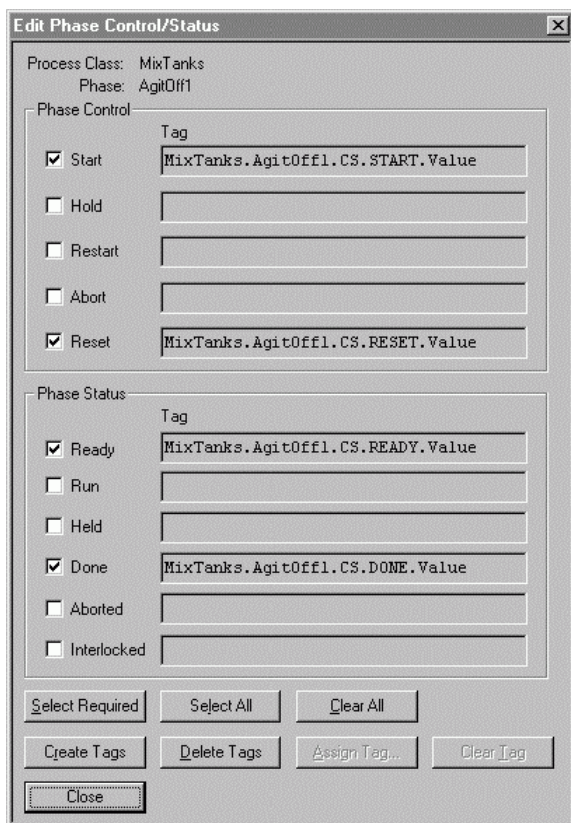 Edit Phase Control/Status
Process Class: MixTanks
Phase: AgitOff1
Phase Control
Tag
Start MixTanks.AgitOff1.CS.START.Value
Hold
Restart
Abort
Reset MixTanks.AgitOff1.CS.RESET.Value
Phase Status
Tag
Ready MixTanks.AgitOff1.CS.READY.Value
Run
Held
Done MixTanks.AgitOff1.CS.DONE.Value
Aborted
Interlocked
Select Required Select All Clear All
Create Tags Delete Tags Assign Tag... Clear Tag
Close